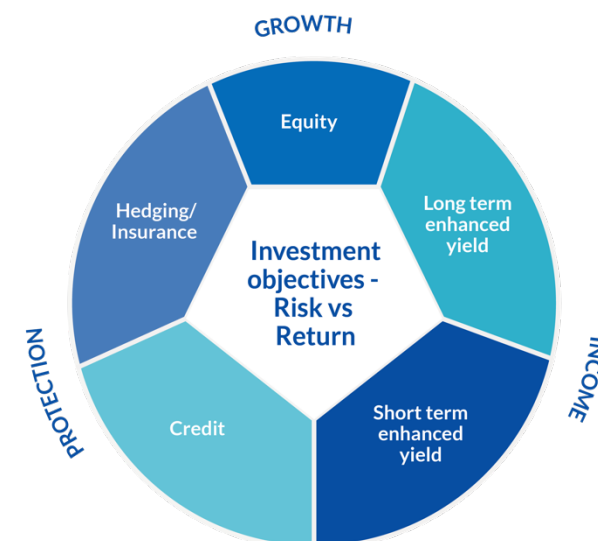 GROWTH
Equity
Hedging/
Insurance
Long term
enhanced
yield
Investment
objectives -
Risk vs
Return
PROTECTION
INCOME
Credit
Short term
enhanced
yield